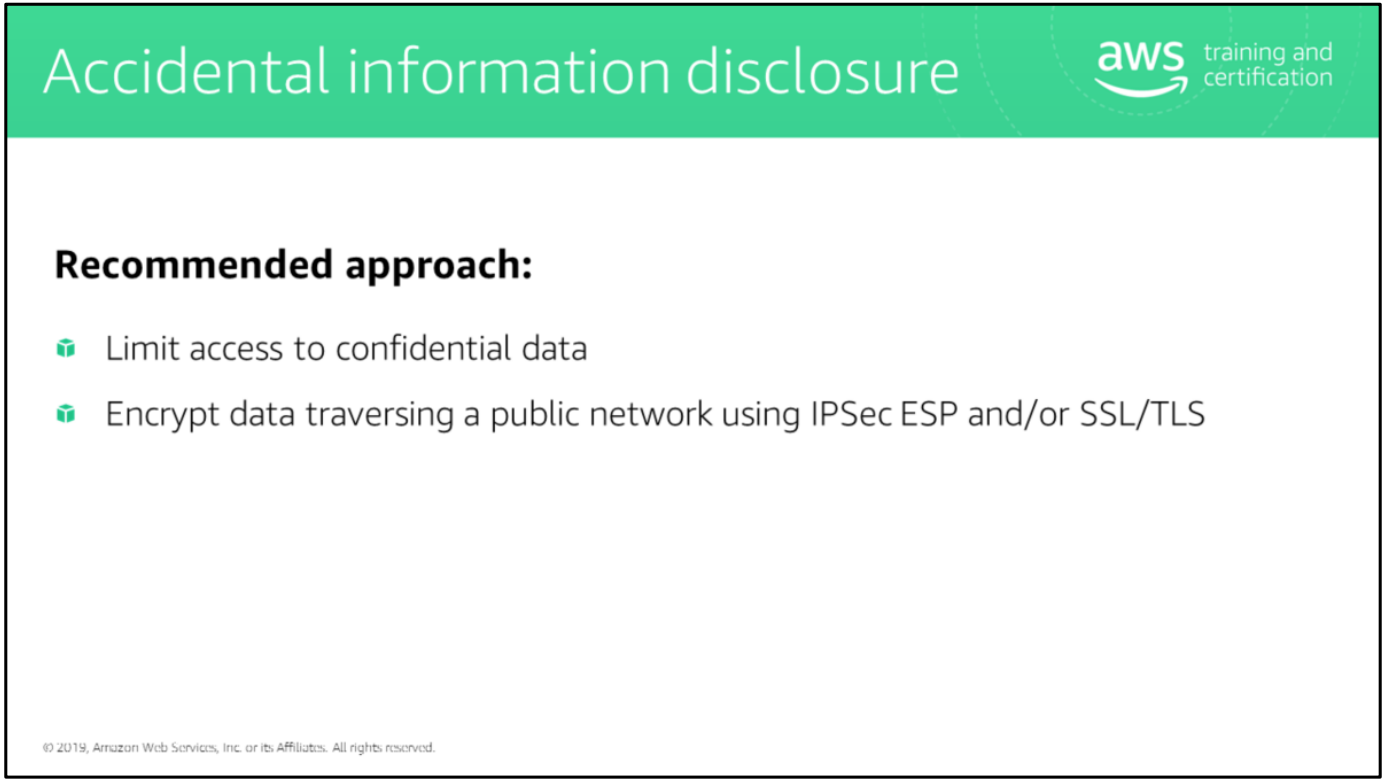 Accidental information disclosure
aws training and
certification
Recommended approach:
Limit access to confidential data
Encrypt data traversing a public network using IPSec ESP and/or SSL/TLS
© 2019, Amazon Web Services, Inc. or its Affiliates. All rights reserved.